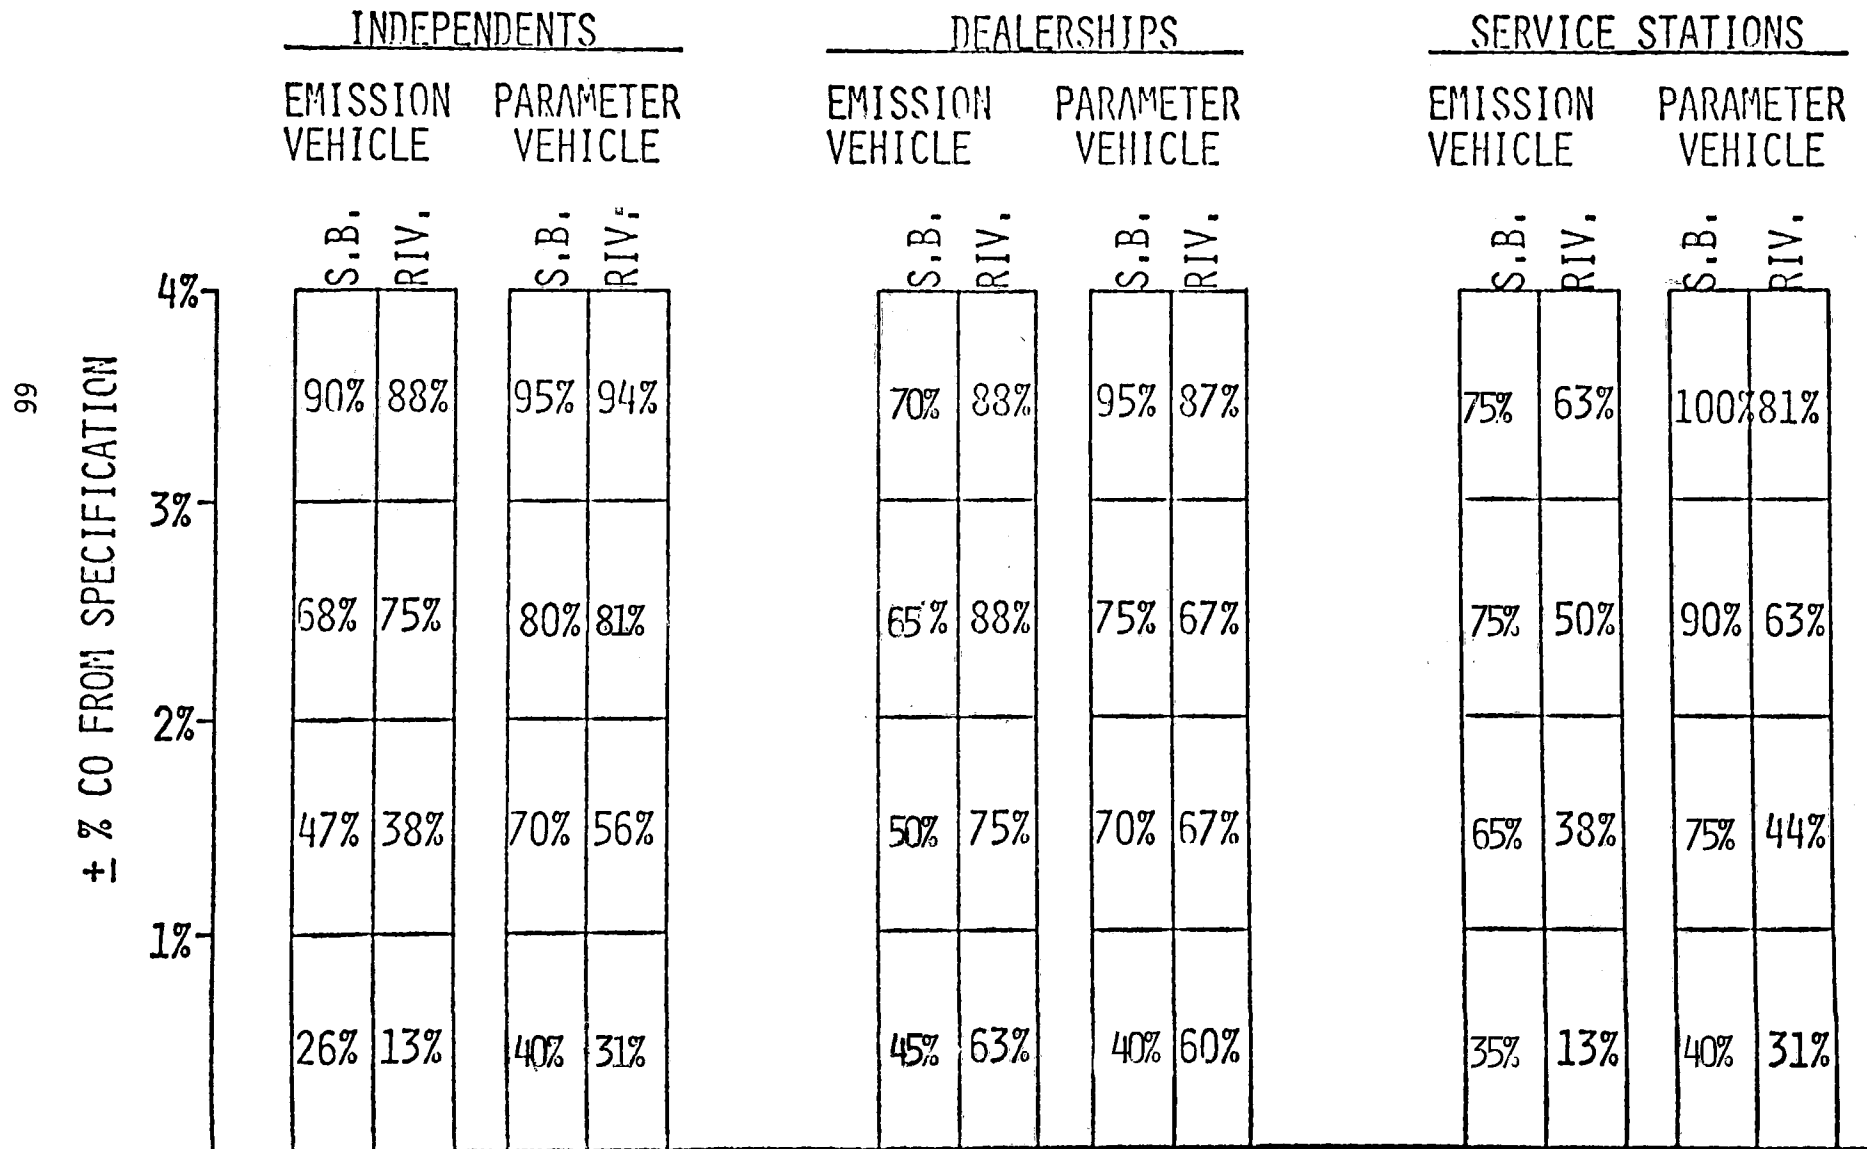 INDEPENDENTS DEALERSHIPS SERVICE STATIONS
EMISSION PARAMETER EMISSION PARAMETER EMISSION PARAMETER
VEHICLE VEHICLE VEHICLE VEHICLE VEHICLE VEHICLE
S.B. RIV. S.B. RIV. S.B. RIV. S.B. RIV. S.B. RIV. S.B. RIV.
4%
90% 88% 95% 94% 70% 88% 95% 87% 75% 63% 100% 81%
3%
68% 75% 80% 81% 65% 88% 75% 67% 75% 50% 90% 63%
2%
47% 38% 70% 56% 50% 75% 70% 67% 65% 38% 75% 44%
1%
26% 13% 40% 31% 45% 63% 40% 60% 35% 13% 40% 31%
± % CO FROM SPECIFICATION
66